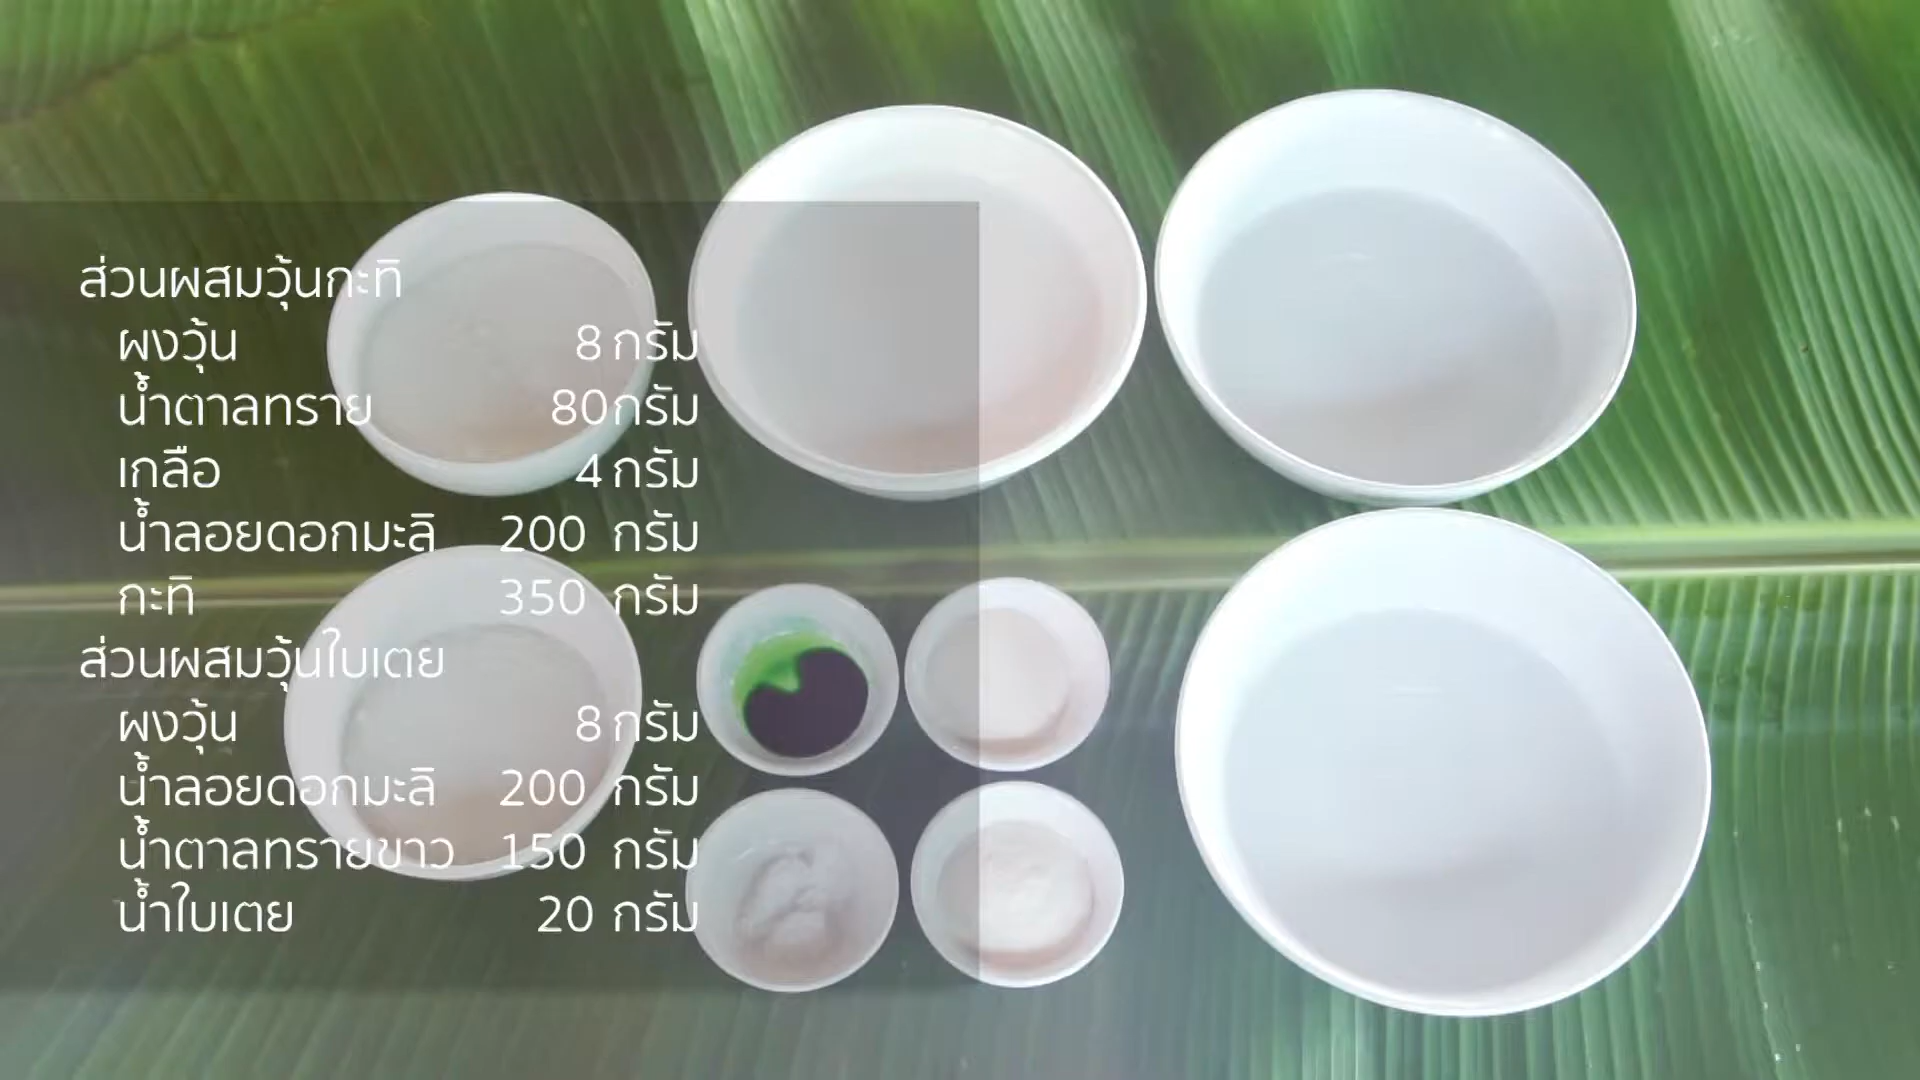 ส่วนผสมวุ้นกะทิ
ผงวุ้น 8 กรัม
น้ำตาลทราย 80กรัม
เกลือ 4 กรัม
น้ำลอยดอกมะลิ 200 กรัม
กะทิ 350 กรัม
ส่วนผสมวุ้นใบเตย
ผงวุ้น 8 กรัม
น้ำลอยดอกมะลิ 200 กรัม
น้ำตาลทรายขาว 150 กรัม
น้ำใบเตย 20 กรัม